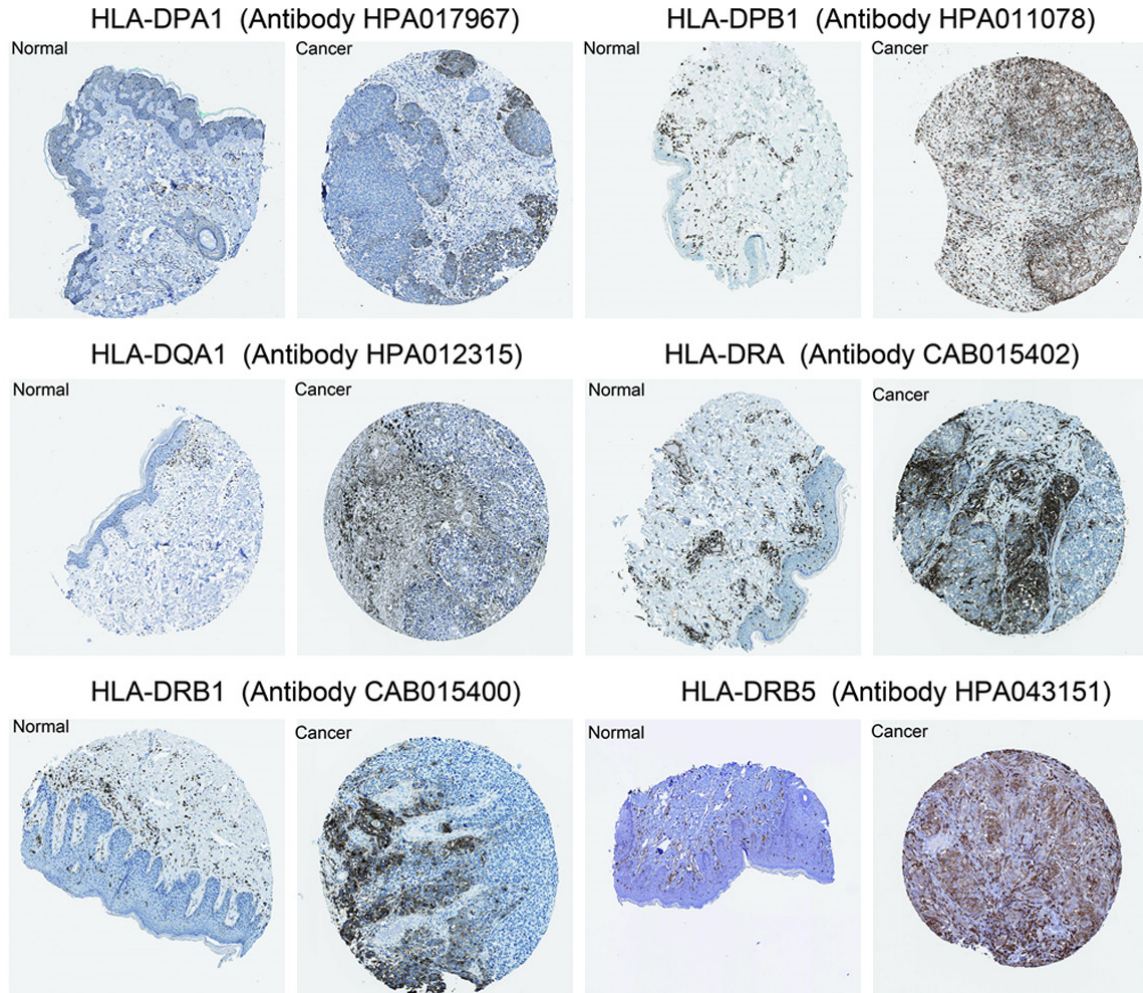 HLA-DPA1 (Antibody HPA017967)
HLA-DPB1 (Antibody HPA011078)
Normal
Cancer
Normal
Cancer
HLA-DQA1 (Antibody HPA012315)
HLA-DRA (Antibody CAB015402)
Normal
Cancer
Normal
Cancer
HLA-DRB1 (Antibody CAB015400)
HLA-DRB5 (Antibody HPA043151)
Normal
Cancer
Normal
Cancer